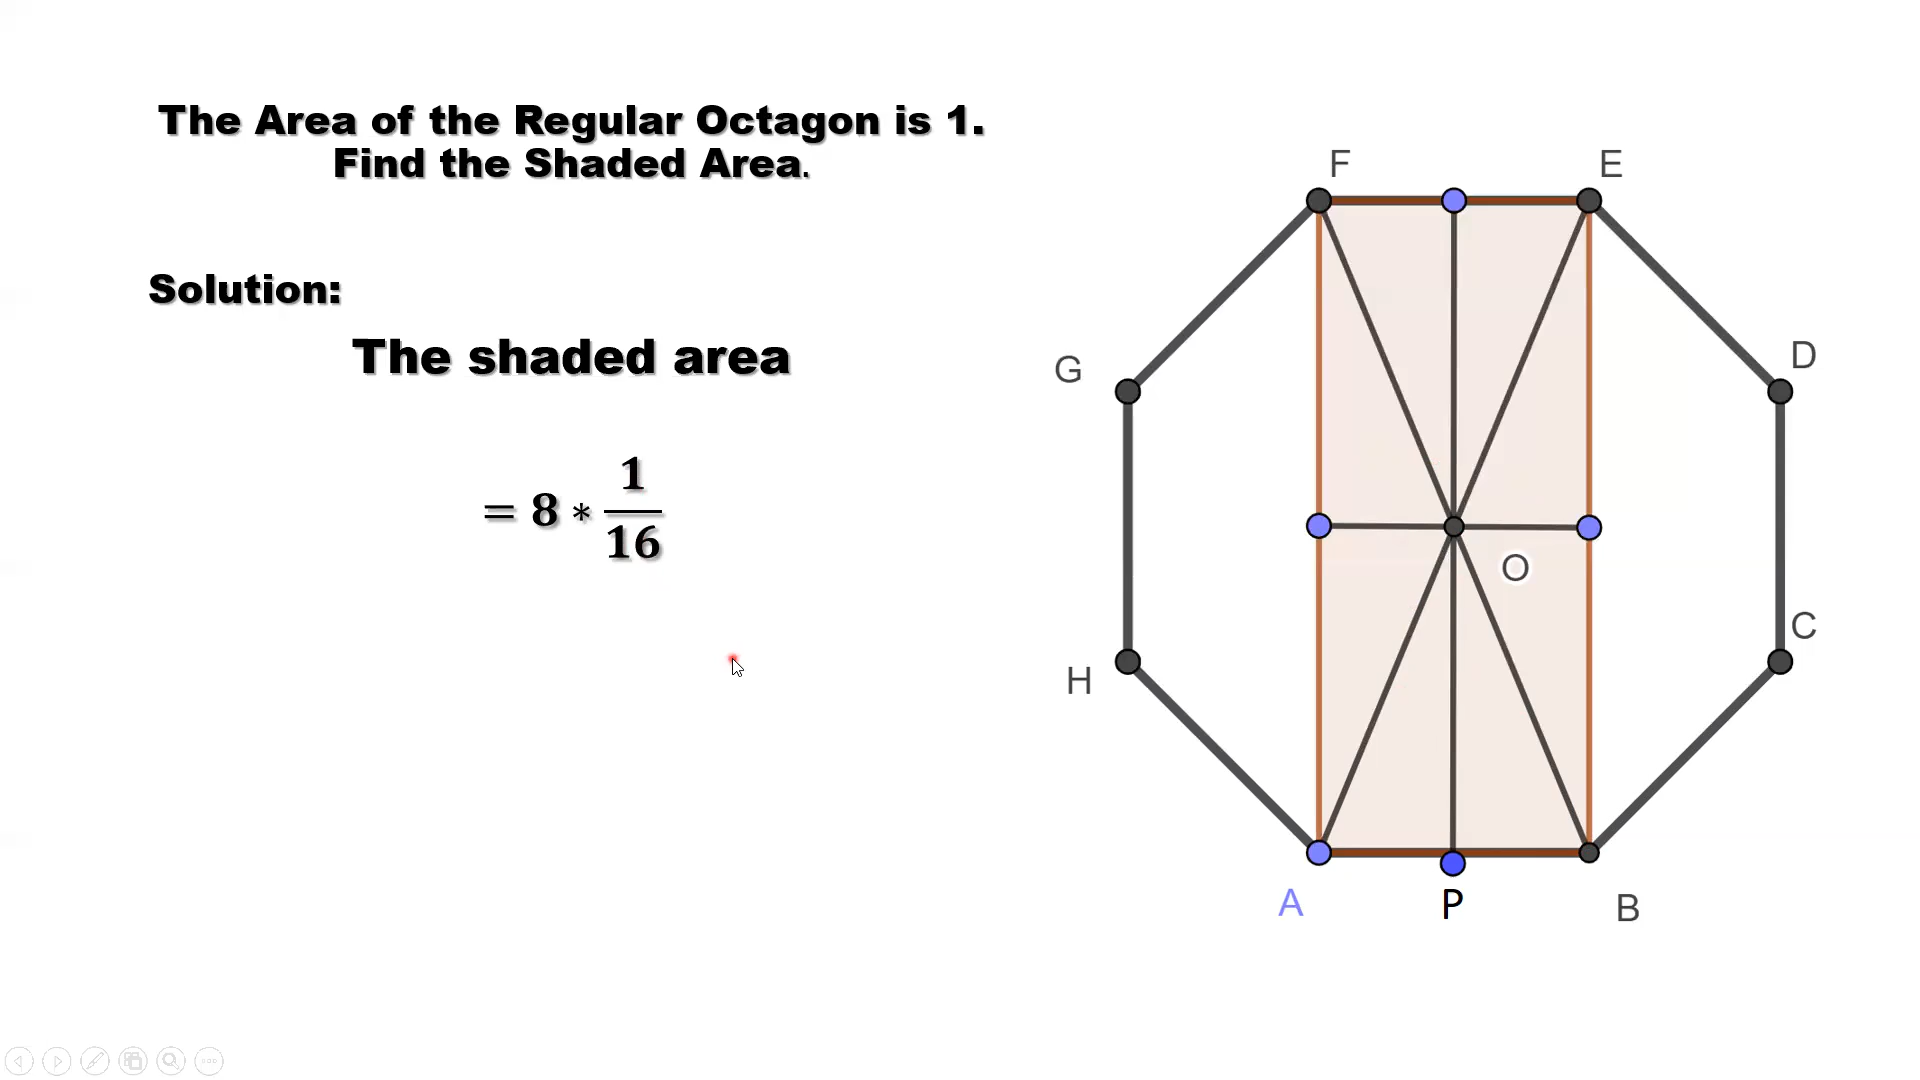 The Area of the Regular Octagon is 1.
Find the Shaded Area.
Solution:
The shaded area
= 8 * 1/16
F
E
G
D
O
C
H
A
P
B